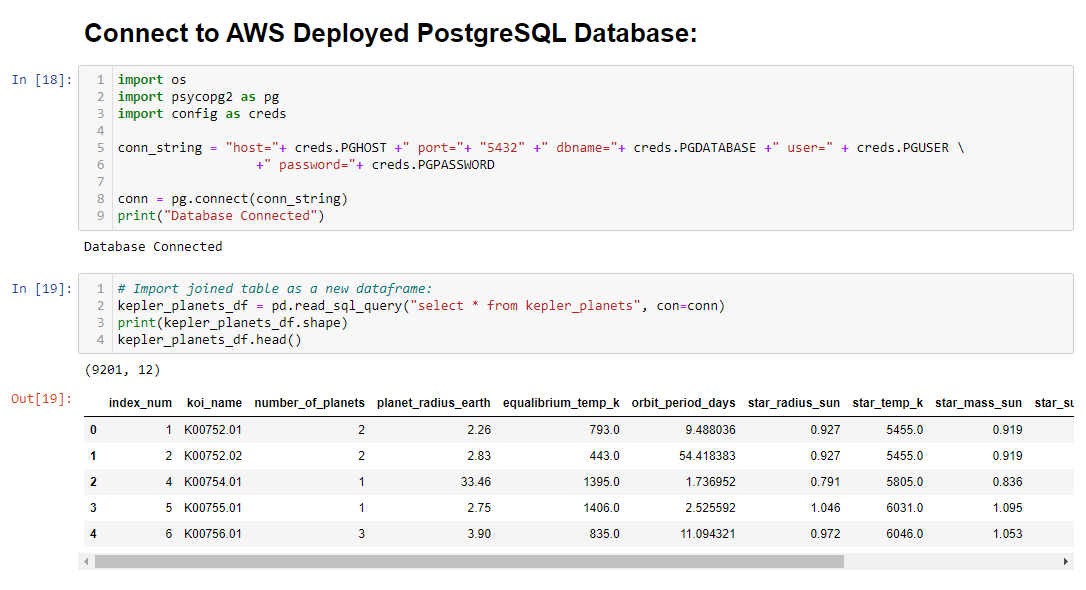 Connect to AWS Deployed PostgreSQL Database:
In [18]:
1 import os
2 import psycopg2 as pg
3 import config as creds
4
5 conn_string = "host="+ creds.PGHOST +" port="+ "5432" +" dbname="+ creds.PGDATABASE +" user=" + creds.PGUSER \
6                   +" password="+ creds.PGPASSWORD
7
8 conn = pg.connect(conn_string)
9 print("Database Connected")
Database Connected
In [19]:
1 # Import joined table as a new dataframe:
2 kepler_planets_df = pd.read_sql_query("select * from kepler_planets", con=conn)
3 print(kepler_planets_df.shape)
4 kepler_planets_df.head()
(9201, 12)
Out[19]:
index_num koi_name number_of_planets planet_radius_earth equalibrium_temp_k orbit_period_days star_radius_sun star_temp_k star_mass_sun star_su
0 1 K00752.01 2 2.26 793.0 9.488036 0.927 5455.0 0.919
1 2 K00752.02 2 2.83 443.0 54.418383 0.927 5455.0 0.919
2 4 K00754.01 1 33.46 1395.0 1.736952 0.791 5805.0 0.836
3 5 K00755.01 1 2.75 1406.0 2.525592 1.046 6031.0 1.095
4 6 K00756.01 3 3.90 835.0 11.094321 0.972 6046.0 1.053